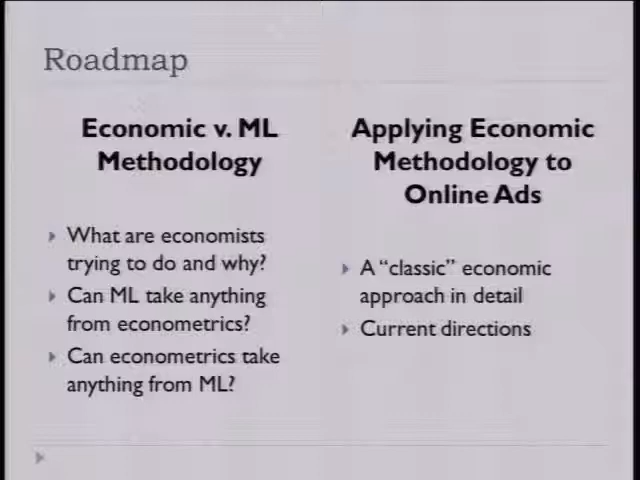 Roadmap
Economic v. ML
Methodology
What are economists
trying to do and why?
Can ML take anything
from econometrics?
Can econometrics take
anything from ML?
Applying Economic
Methodology to
Online Ads
A “classic” economic
approach in detail
Current directions